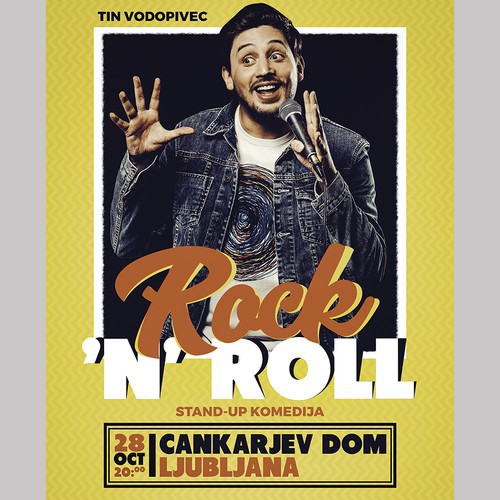 TIN VODOPIVEC
Rock
'N' ROLL
STAND-UP KOMEDIJA
28
OCT
20:00
CANKARJEV DOM
LJUBLJANA